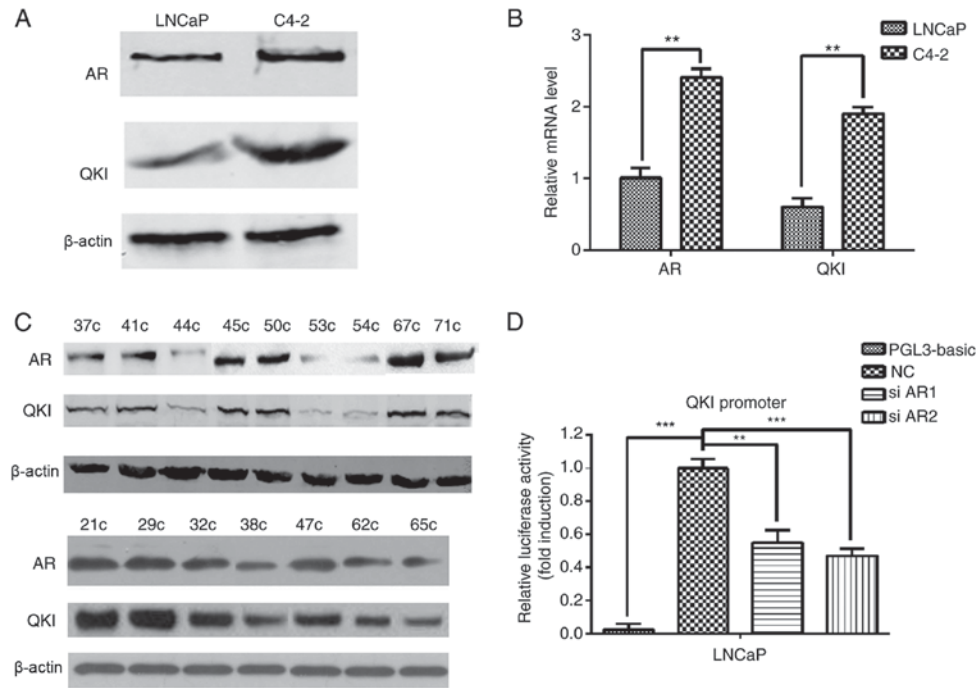 A
LNCaP C4-2
AR
QKI
β-actin
B
LNCaP
C4-2
Relative mRNA level
3
2
1
0
** **
AR QKI
C
37c 41c 44c 45c 50c 53c 54c 67c 71c
AR
QKI
β-actin
21c 29c 32c 38c 47c 62c 65c
AR
QKI
β-actin
D
PGL3-basic
NC
si AR1
si AR2
QKI promoter
Relative luciferase activity
(fold induction)
1.2
1.0
0.8
0.6
0.4
0.2
0.0
*** ** ***
LNCaP